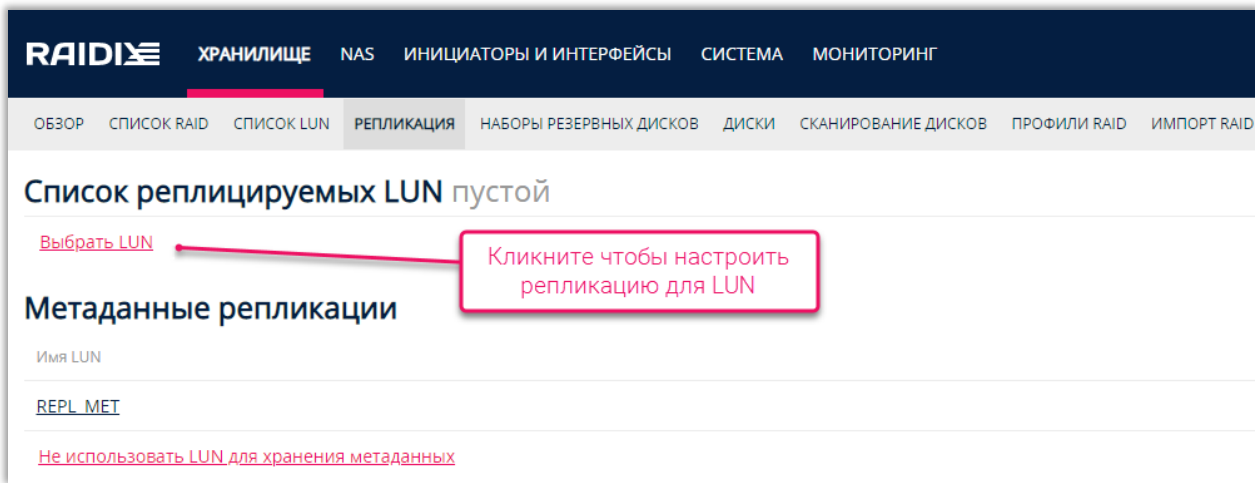 RAIDIX ХРАНИЛИЩЕ NAS ИНИЦИАТОРЫ И ИНТЕРФЕЙСЫ СИСТЕМА МОНИТОРИНГ
ОБЗОР СПИСОК RAID СПИСОК LUN РЕПЛИКАЦИЯ НАБОРЫ РЕЗЕРВНЫХ ДИСКОВ ДИСКИ СКАНИРОВАНИЕ ДИСКОВ ПРОФИЛИ RAID ИМПОРТ RAID
Список реплицируемых LUN пустой
Выбрать LUN
Кликните чтобы настроить
репликацию для LUN
Метаданные репликации
Имя LUN
REPL_MET
Не использовать LUN для хранения метаданных